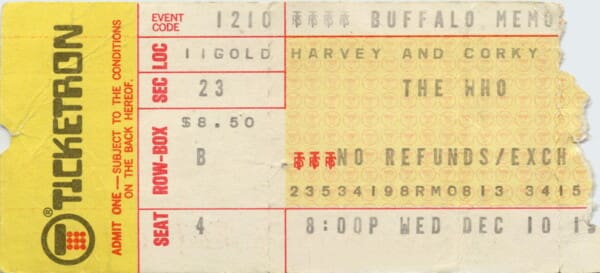 TICKETRON®
ADMIT ONE — SUBJECT TO THE CONDITIONS
ON THE BACK HEREOF.
EVENT CODE 1210 BUFFALO MEMO
LOC 11GOLD HARVEY AND CORKY
SEC 23 THE WHO
$8.50
ROW-BOX B NO REFUNDS/EXCH
23534198RM0813 3415
SEAT 4 8:00P WED DEC 10 19